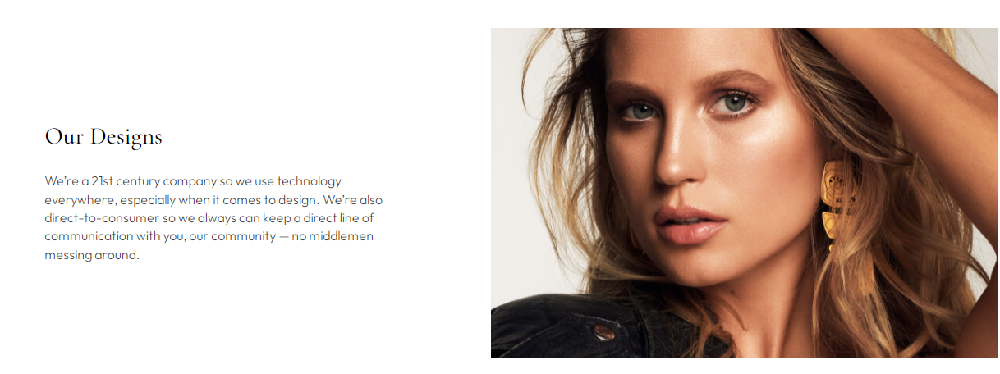 Our Designs
We’re a 21st century company so we use technology
everywhere, especially when it comes to design. We’re also
direct-to-consumer so we always can keep a direct line of
communication with you, our community — no middlemen
messing around.